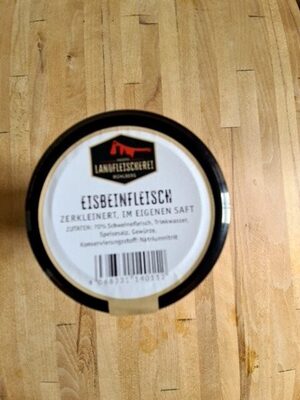 LANDFLEISCHEREI
MÜHLBERG
EISBEINFLEISCH
ZERKLEINERT, IM EIGENEN SAFT
ZUTATEN: 70% Schweinefleisch, Trinkwasser,
Speisesalz, Gewürze,
Konservierungsstoff: Natriumnitrit